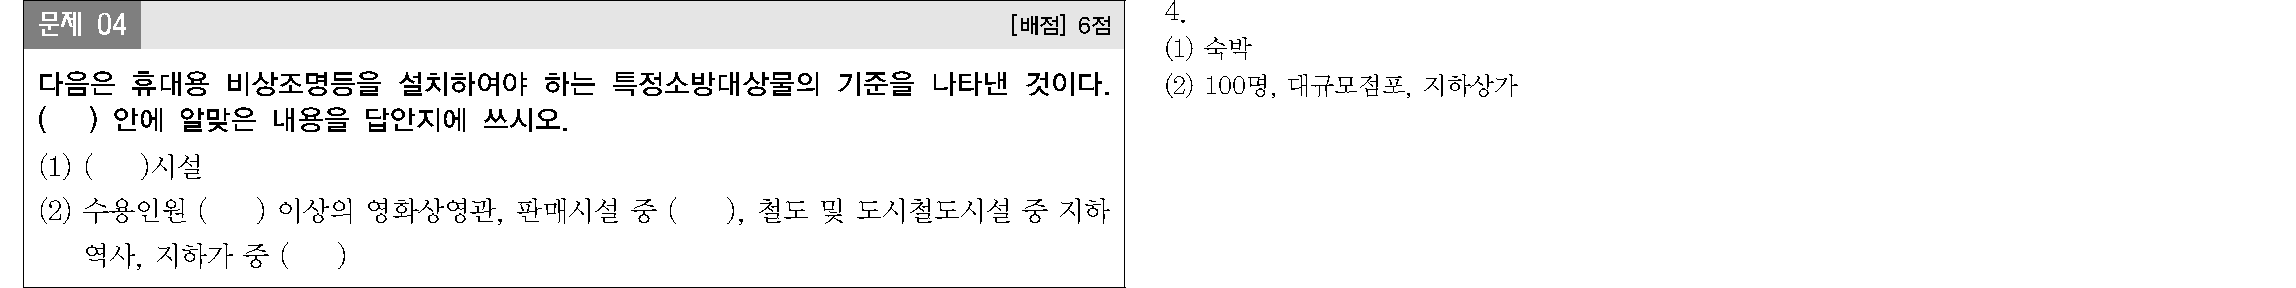 문제 04
[배점] 6점
다음은 휴대용 비상조명등을 설치하여야 하는 특정소방대상물의 기준을 나타낸 것이다.
(    ) 안에 알맞은 내용을 답안지에 쓰시오.
(1) (    )시설
(2) 수용인원 (    ) 이상의 영화상영관, 판매시설 중 (    ), 철도 및 도시철도시설 중 지하
역사, 지하가 중 (    )
4.
(1) 숙박
(2) 100명, 대규모점포, 지하상가